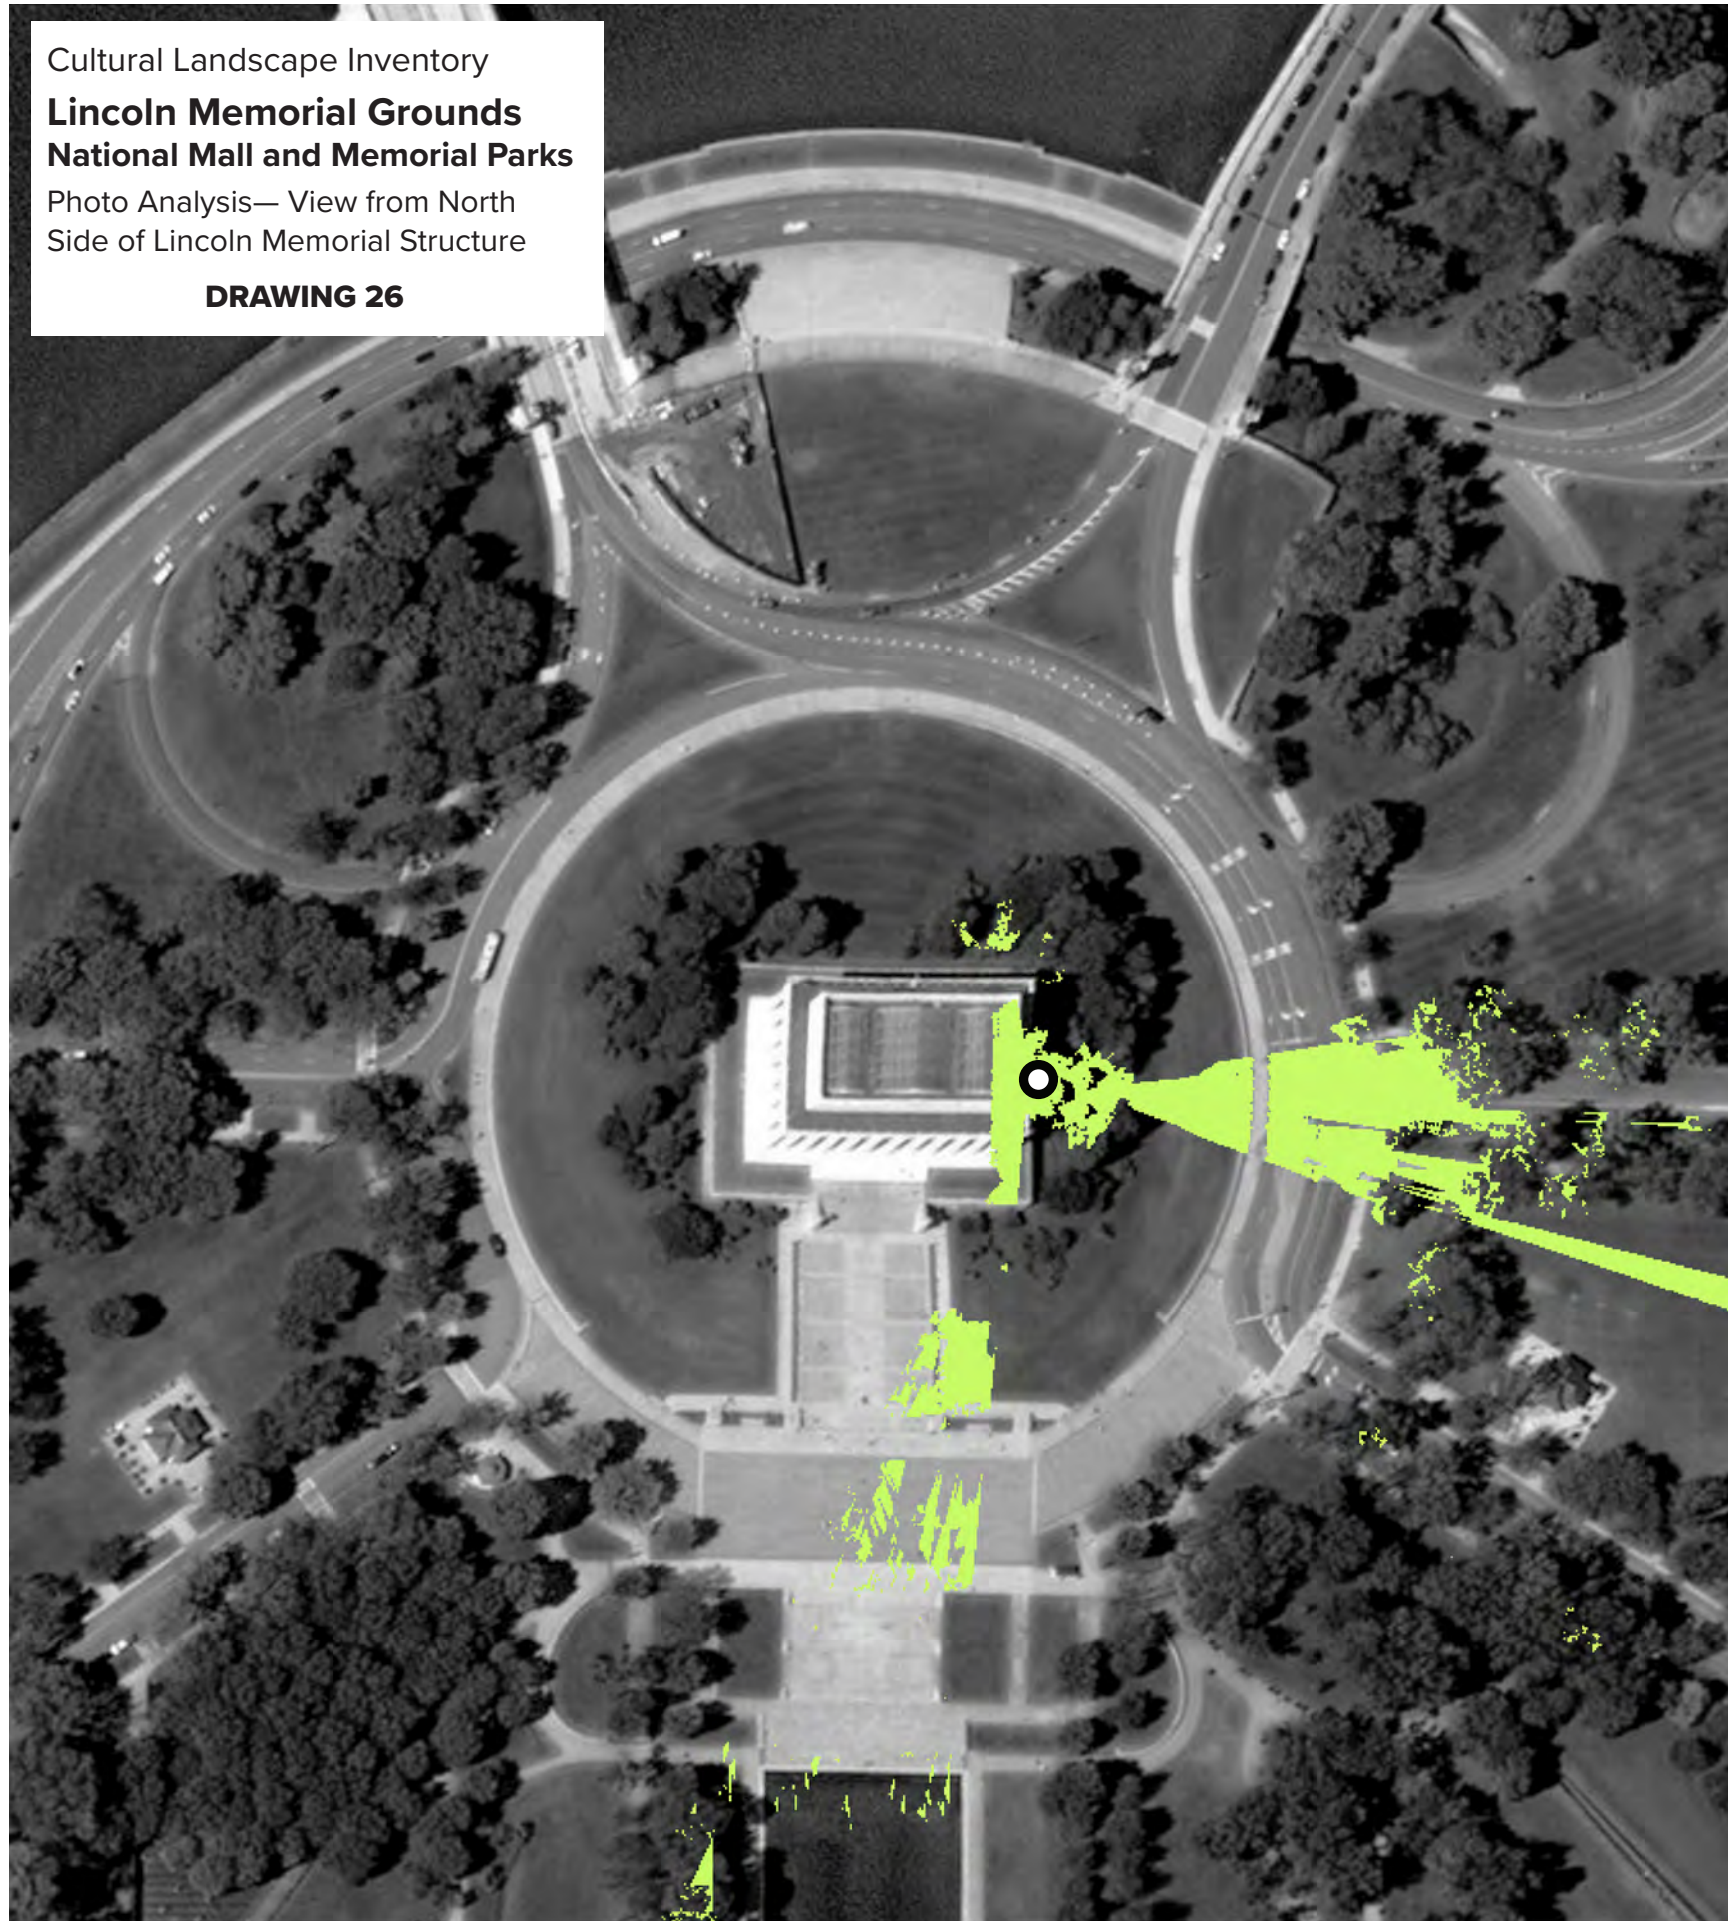 Cultural Landscape Inventory
Lincoln Memorial Grounds
National Mall and Memorial Parks
Photo Analysis— View from North
Side of Lincoln Memorial Structure
DRAWING 26